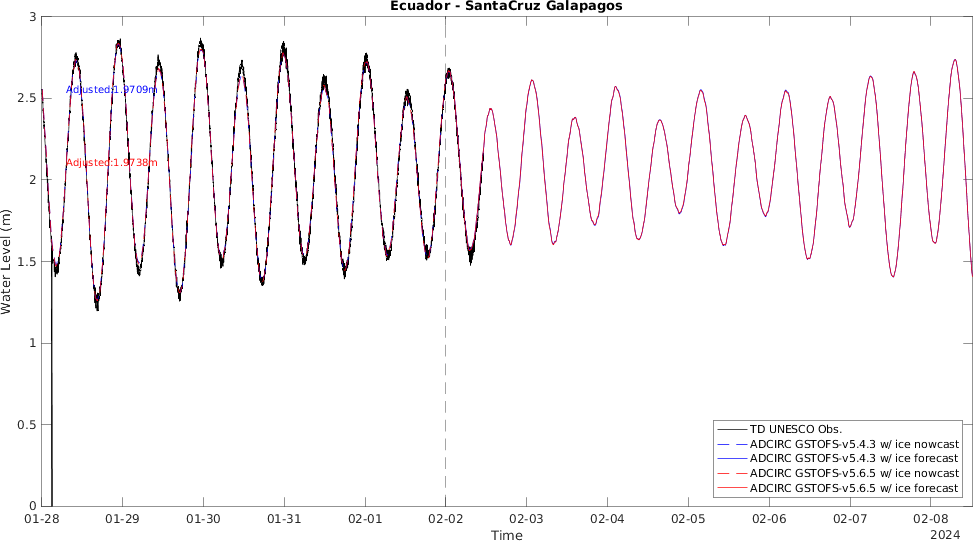 Ecuador - SantaCruz Galapagos
Water Level (m)
3
2.5
2
1.5
1
0.5
0
Adjusted:1.9709m
Adjusted:1.9738m
TD UNESCO Obs.
ADCIRC GSTOFS-v5.4.3 w/ ice nowcast
ADCIRC GSTOFS-v5.4.3 w/ ice forecast
ADCIRC GSTOFS-v5.6.5 w/ ice nowcast
ADCIRC GSTOFS-v5.6.5 w/ ice forecast
01-28 01-29 01-30 01-31 02-01 02-02 02-03 02-04 02-05 02-06 02-07 02-08
Time
2024